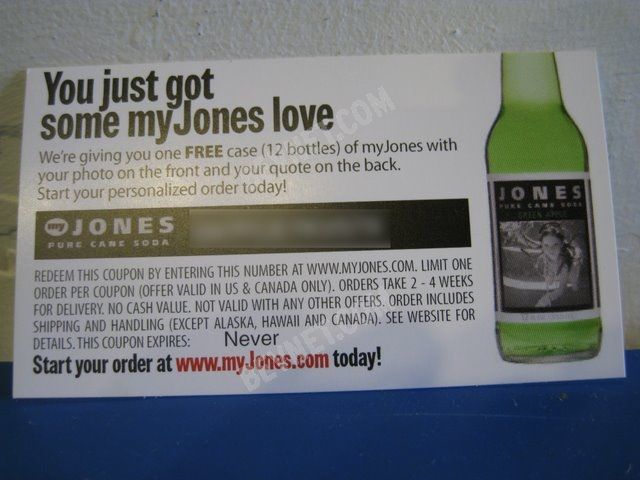 You just got
some myJones love
We're giving you one FREE case (12 bottles) of myJones with
your photo on the front and your quote on the back.
Start your personalized order today!
my JONES
PURE CANE SODA
REDEEM THIS COUPON BY ENTERING THIS NUMBER AT WWW.MYJONES.COM. LIMIT ONE
ORDER PER COUPON (OFFER VALID IN US & CANADA ONLY). ORDERS TAKE 2 - 4 WEEKS
FOR DELIVERY. NO CASH VALUE. NOT VALID WITH ANY OTHER OFFERS. ORDER INCLUDES
SHIPPING AND HANDLING (EXCEPT ALASKA, HAWAII AND CANADA). SEE WEBSITE FOR
DETAILS. THIS COUPON EXPIRES: Never
Start your order at www.myJones.com today!
JONES
PURE CANE SODA
GREEN APPLE